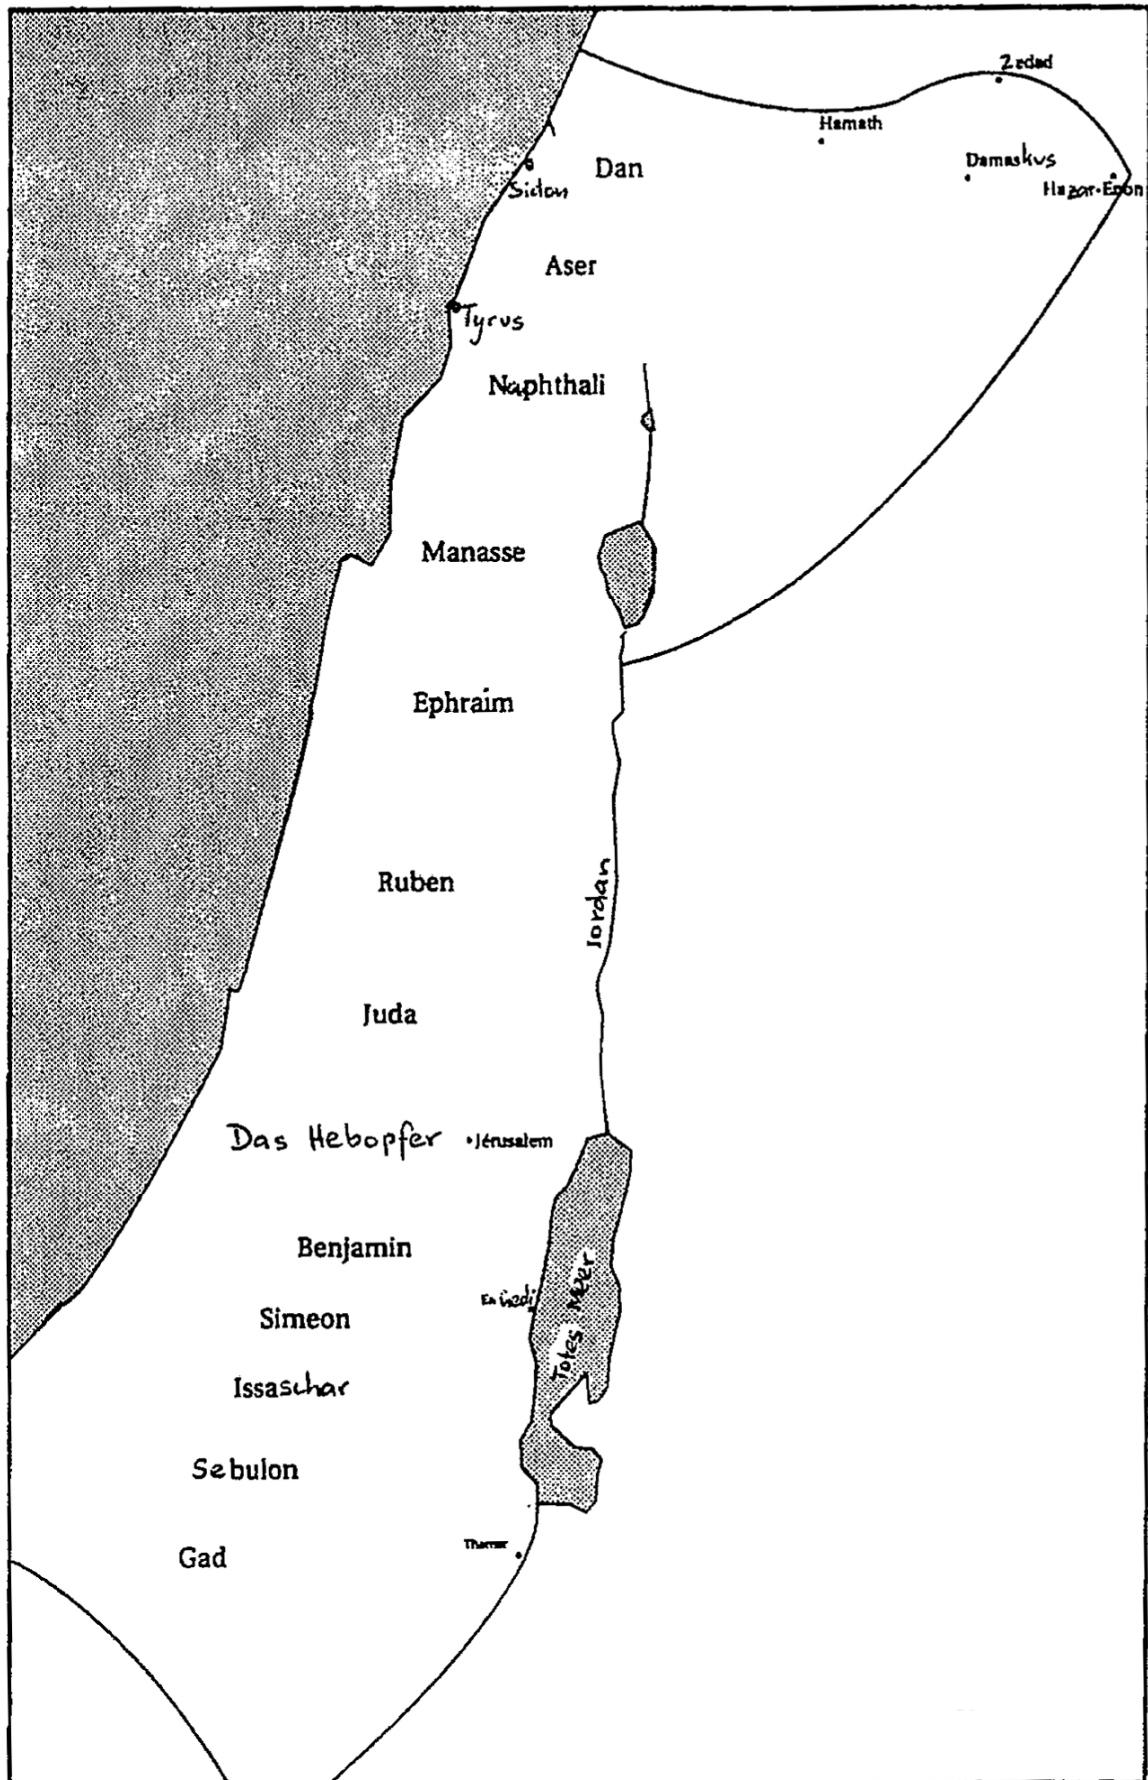 Zedad
Hamath
Dan
Damaskus
Sidon
Hazar-Enon
Aser
Tyrus
Naphthali
Manasse
Ephraim
Ruben
Jordan
Juda
Das Hebopfer
Jérusalem
Benjamin
En Gedi
Simeon
Totes Meer
Issaschar
Sebulon
Thamar
Gad